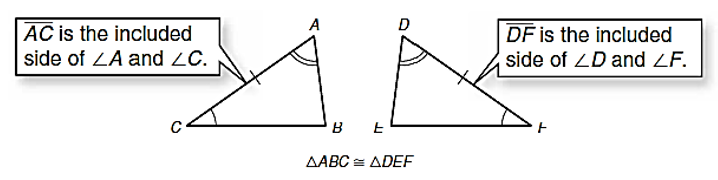 AC is the included
side of ∠A and ∠C.
A
C
B
D
E
F
DF is the included
side of ∠D and ∠F.
△ABC ≅ △DEF